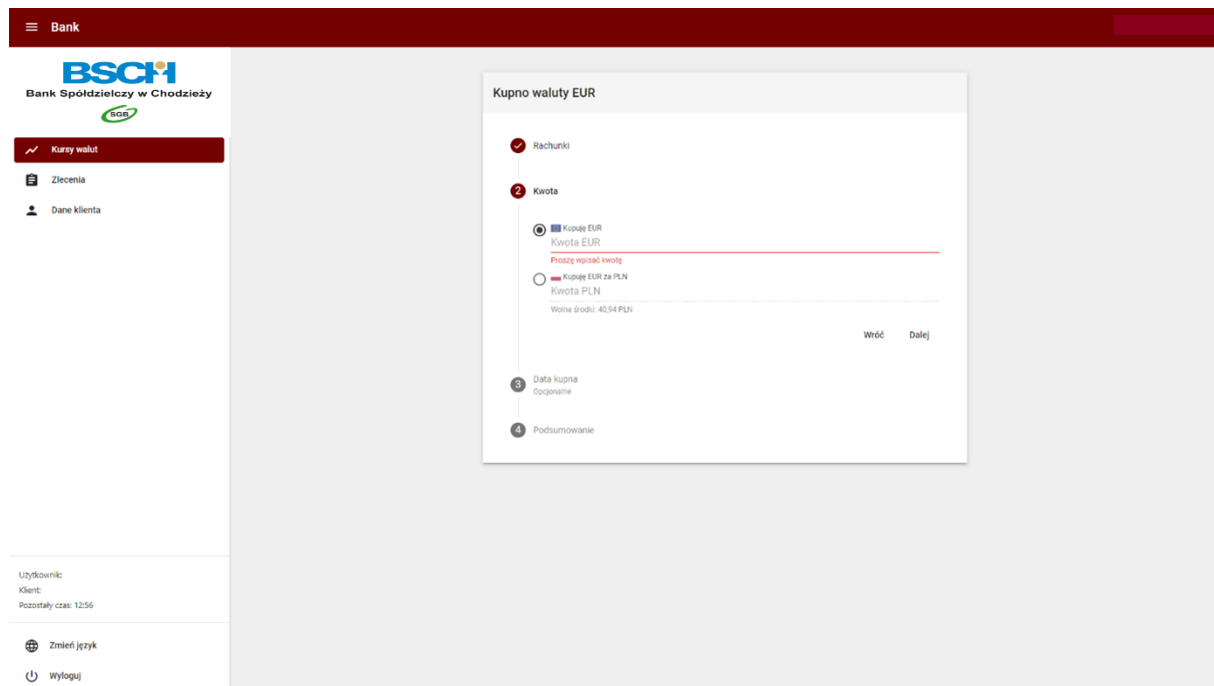 Bank
BSCH
Bank Spółdzielczy w Chodzieży
SGB
Kursy walut
Zlecenia
Dane klienta
Użytkownik:
Klient:
Pozostały czas: 12:56
Zmień język
Wyloguj
Kupno waluty EUR
Rachunki
2 Kwota
Kupuję EUR
Kwota EUR
Proszę wpisać kwotę
Kupuję EUR za PLN
Kwota PLN
Wolne środki: 40,94 PLN
Wróć Dalej
3 Data kupna
Opcjonalne
4 Podsumowanie